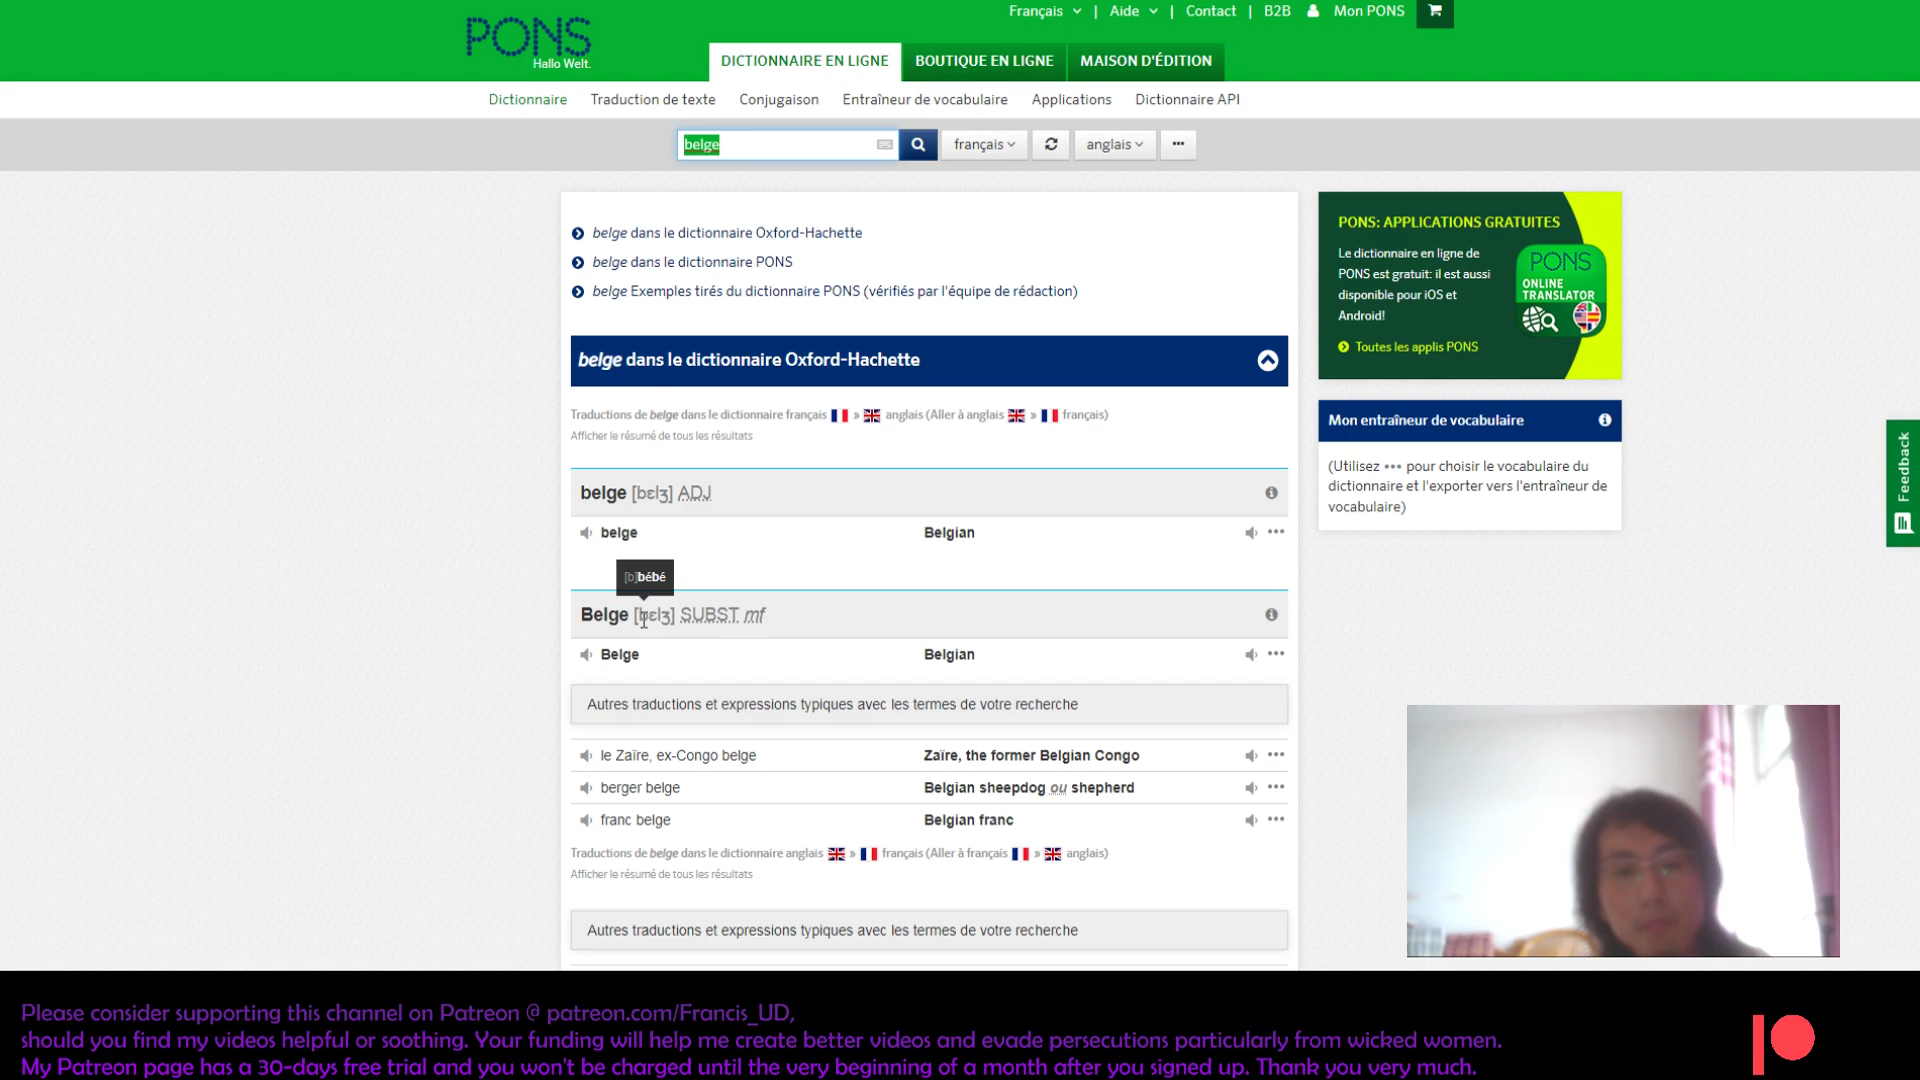 Français | Aide | Contact | B2B Mon PONS
PONS
Hallo Welt.
DICTIONNAIRE EN LIGNE BOUTIQUE EN LIGNE MAISON D'ÉDITION
Dictionnaire Traduction de texte Conjugaison Entraîneur de vocabulaire Applications Dictionnaire API
belge français anglais ...
belge dans le dictionnaire Oxford-Hachette
belge dans le dictionnaire PONS
belge Exemples tirés du dictionnaire PONS (vérifiés par l'équipe de rédaction)
belge dans le dictionnaire Oxford-Hachette
Traductions de belge dans le dictionnaire français » anglais (Aller à anglais » français)
Afficher le résumé de tous les résultats
belge [bɛlʒ] ADJ
belge Belgian
[b]bébé
Belge [bɛlʒ] SUBST mf
Belge Belgian
Autres traductions et expressions typiques avec les termes de votre recherche
le Zaïre, ex-Congo belge Zaïre, the former Belgian Congo
berger belge Belgian sheepdog ou shepherd
franc belge Belgian franc
Traductions de belge dans le dictionnaire anglais » français (Aller à français » anglais)
Afficher le résumé de tous les résultats
Autres traductions et expressions typiques avec les termes de votre recherche
PONS: APPLICATIONS GRATUITES
Le dictionnaire en ligne de
PONS est gratuit: il est aussi
disponible pour iOS et
Android!
Toutes les applis PONS
PONS
ONLINE
TRANSLATOR
Mon entraîneur de vocabulaire
(Utilisez ••• pour choisir le vocabulaire du
dictionnaire et l'exporter vers l'entraîneur de
vocabulaire)
Feedback
Please consider supporting this channel on Patreon @ patreon.com/Francis_UD,
should you find my videos helpful or soothing. Your funding will help me create better videos and evade persecutions particularly from wicked women.
My Patreon page has a 30-days free trial and you won't be charged until the very beginning of a month after you signed up. Thank you very much.